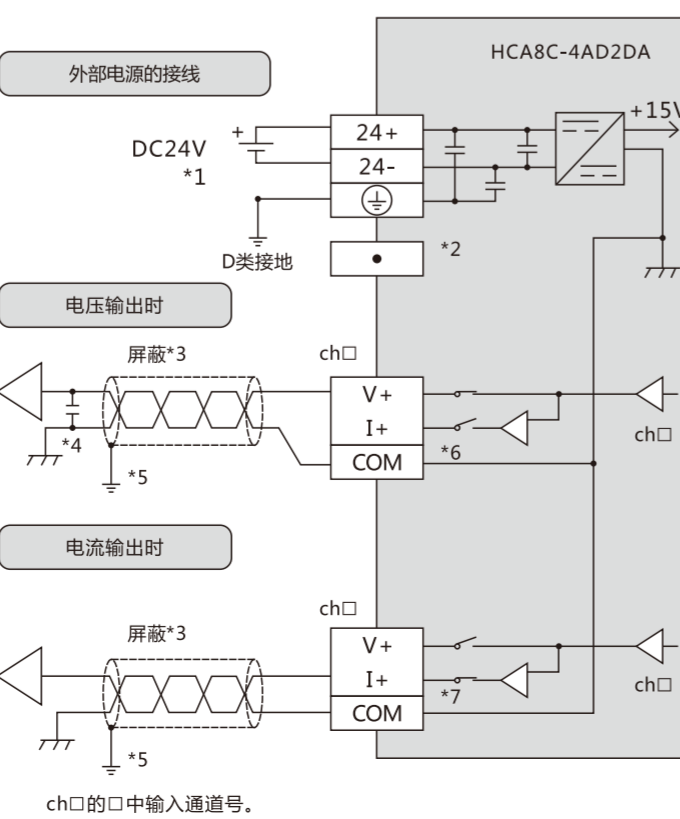 外部电源的接线
HCA8C-4AD2DA
+15V
DC24V
*1
+
24+
24-
*2
D类接地
电压输出时
屏蔽*3
ch□
V+
I+
COM
*4
*5
*6
ch□
电流输出时
屏蔽*3
ch□
V+
I+
COM
*5
*7
ch□
ch□的□中输入通道号。